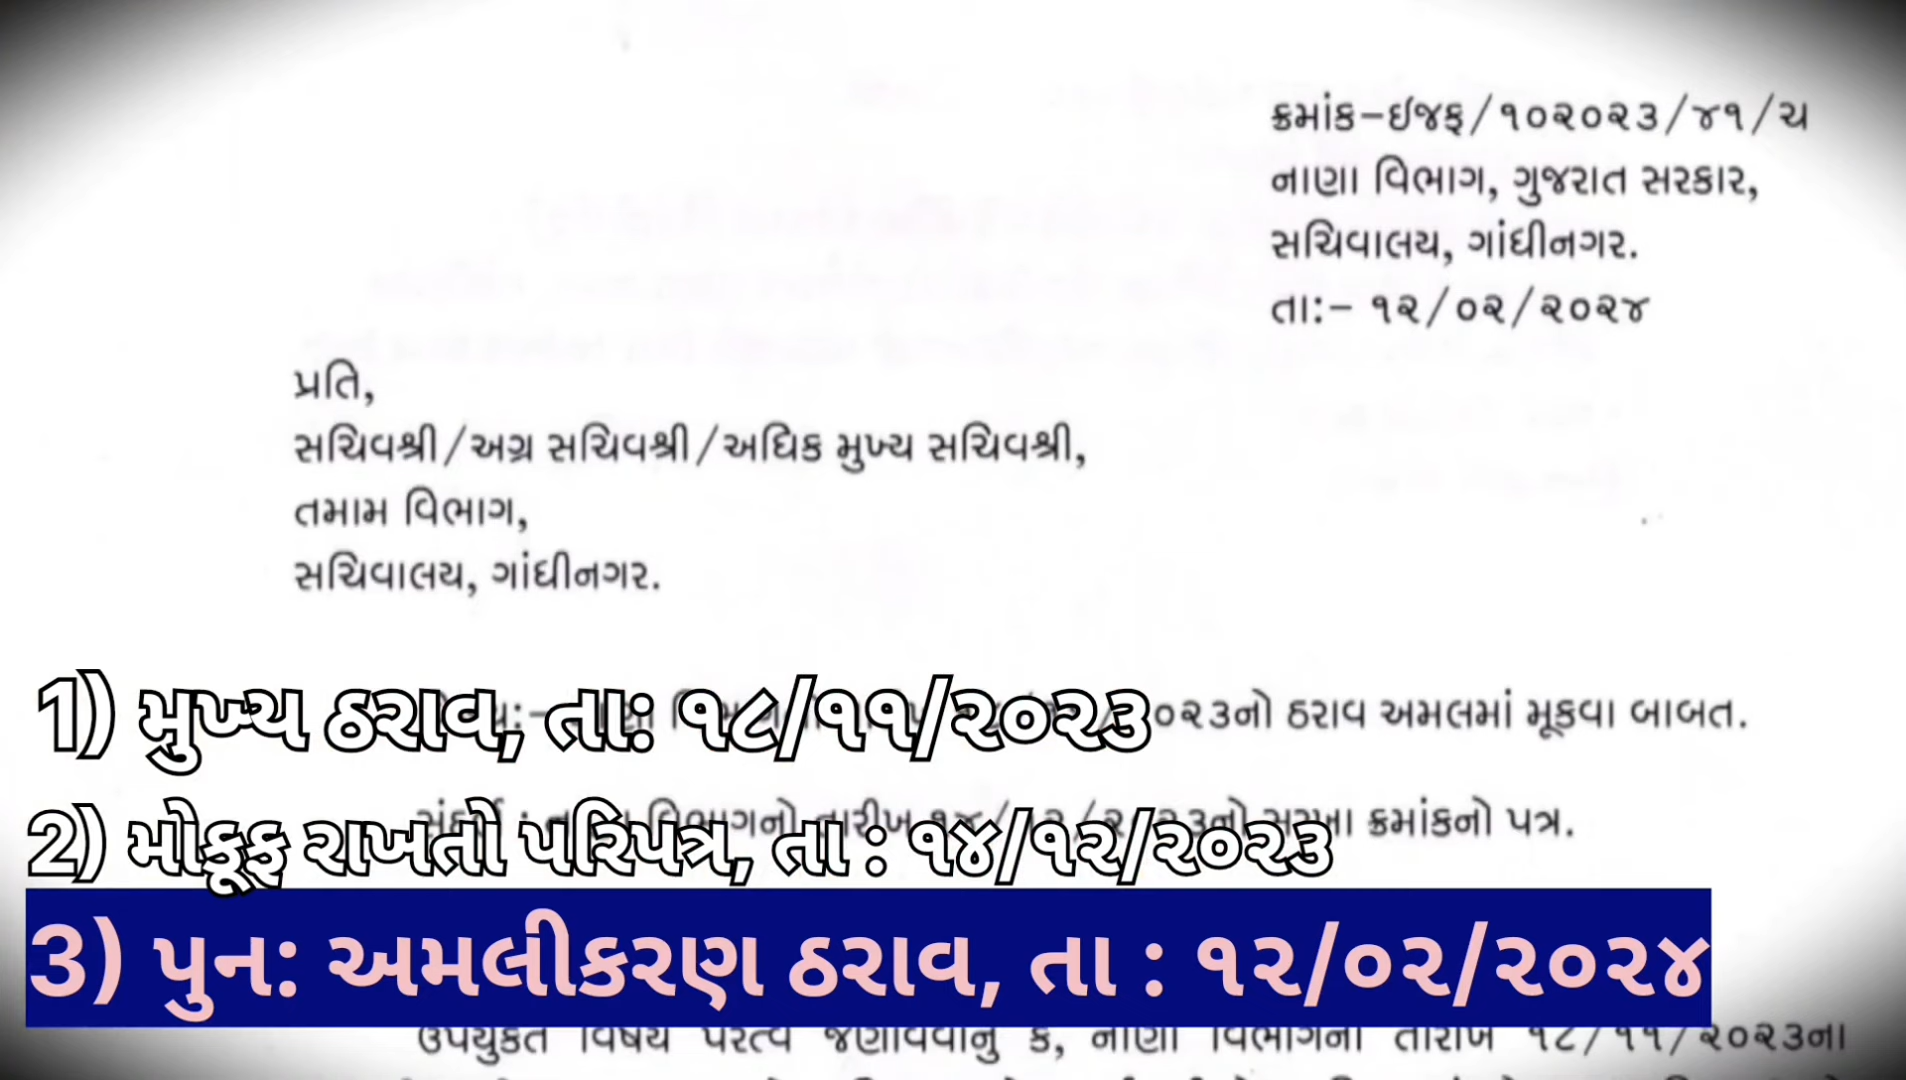 ક્રમાંક–ઈજફ/૧૦૨૦૨૩/૪૧/ચ
નાણા વિભાગ, ગુજરાત સરકાર,
સચિવાલય, ગાંધીનગર.
તા:– ૧૨/૦૨/૨૦૨૪
પ્રતિ,
સચિવશ્રી/અગ્ર સચિવશ્રી/અધિક મુખ્ય સચિવશ્રી,
તમામ વિભાગ,
સચિવાલય, ગાંધીનગર.
1) મુખ્ય ઠરાવ, તા: ૧૮/૧૧/૨૦૨૩
૨૦૨૩નો ઠરાવ અમલમાં મૂકવા બાબત.
વિભાગનો તારીખ ક્રમાંકનો પત્ર.
2) મોકૂફ રાખતો પરિપત્ર, તા : ૧૪/૧૨/૨૦૨૩
3) પુન: અમલીકરણ ઠરાવ, તા : ૧૨/૦૨/૨૦૨૪
ઉપર્યુકત વિષય પરત્વે જણાવવાનું કે, નાણા વિભાગના તારીખ ૧૮/૧૧/૨૦૨૩ના